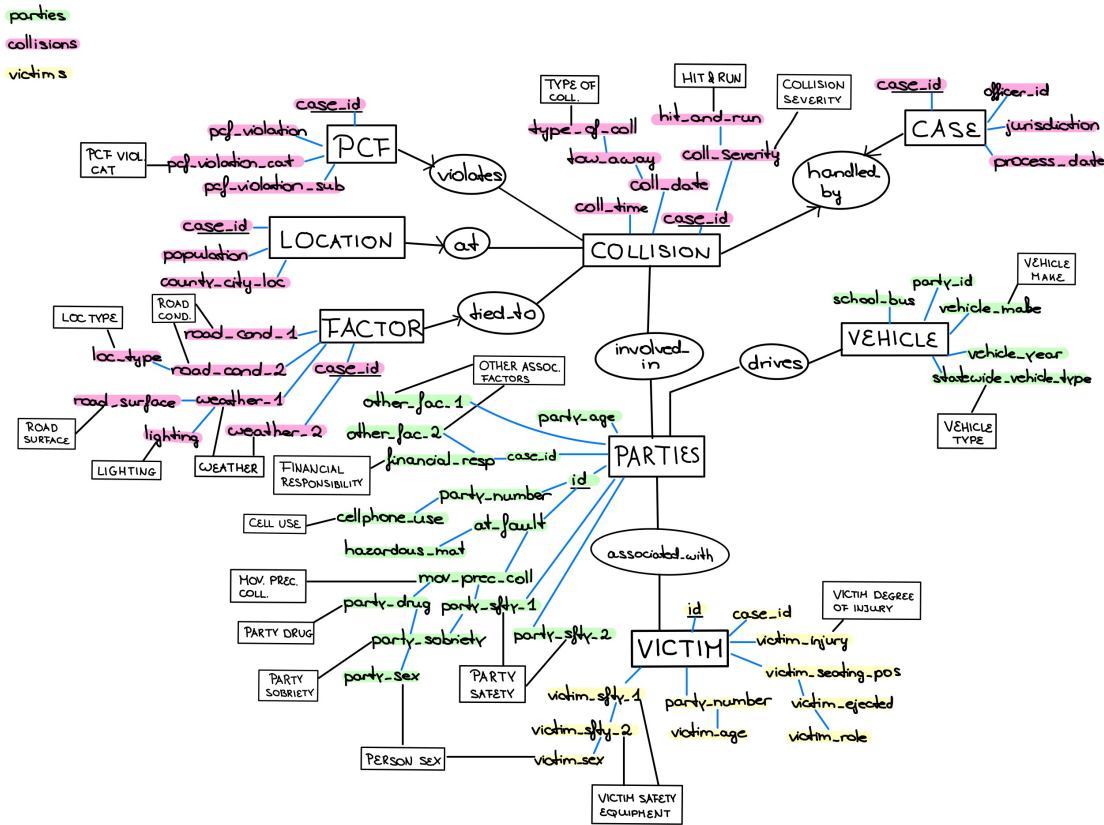 parties
collisions
victims
case_id
pcf_violation
PCF
PCF VIOL.
CAT
pcf_violation_cat
pcf_violation_sub
violates
TYPE OF
COLL.
HIT & RUN
COLLISION
SEVERITY
type_of_coll
hit_and_run
tow_away
coll_severity
coll_date
coll_time
case_id
COLLISION
handled_
by
case_id
officer_id
CASE
jurisdiction
process_date
case_id
LOCATION
population
county_city_loc
at
LOC TYPE
ROAD
COND.
road_cond_1
FACTOR
tied_to
loc_type
road_cond_2
case_id
road_surface
weather_1
ROAD
SURFACE
lighting
weather_2
LIGHTING
WEATHER
involved_
in
drives
school_bus
party_id
VEHICLE
MAKE
vehicle_make
VEHICLE
vehicle_year
statewide_vehicle_type
VEHICLE
TYPE
OTHER ASSOC.
FACTORS
other_fac_1
party_age
other_fac_2
FINANCIAL
RESPONSIBILITY
financial_resp
case_id
PARTIES
id
party_number
CELL USE
cellphone_use
at_fault
hazardous_mat
associated_with
MOV. PREC.
COLL.
mov_prec_coll
party_drug
party_sfty_1
PARTY DRUG
party_sobriety
party_sfty_2
PARTY
SOBRIETY
party_sex
PARTY
SAFETY
id
case_id
VICTIM DEGREE
OF INJURY
VICTIM
victim_injury
victim_seating_pos
victim_sfty_1
party_number
victim_ejected
victim_sfty_2
victim_age
victim_role
PERSON SEX
victim_sex
VICTIM SAFETY
EQUIPMENT